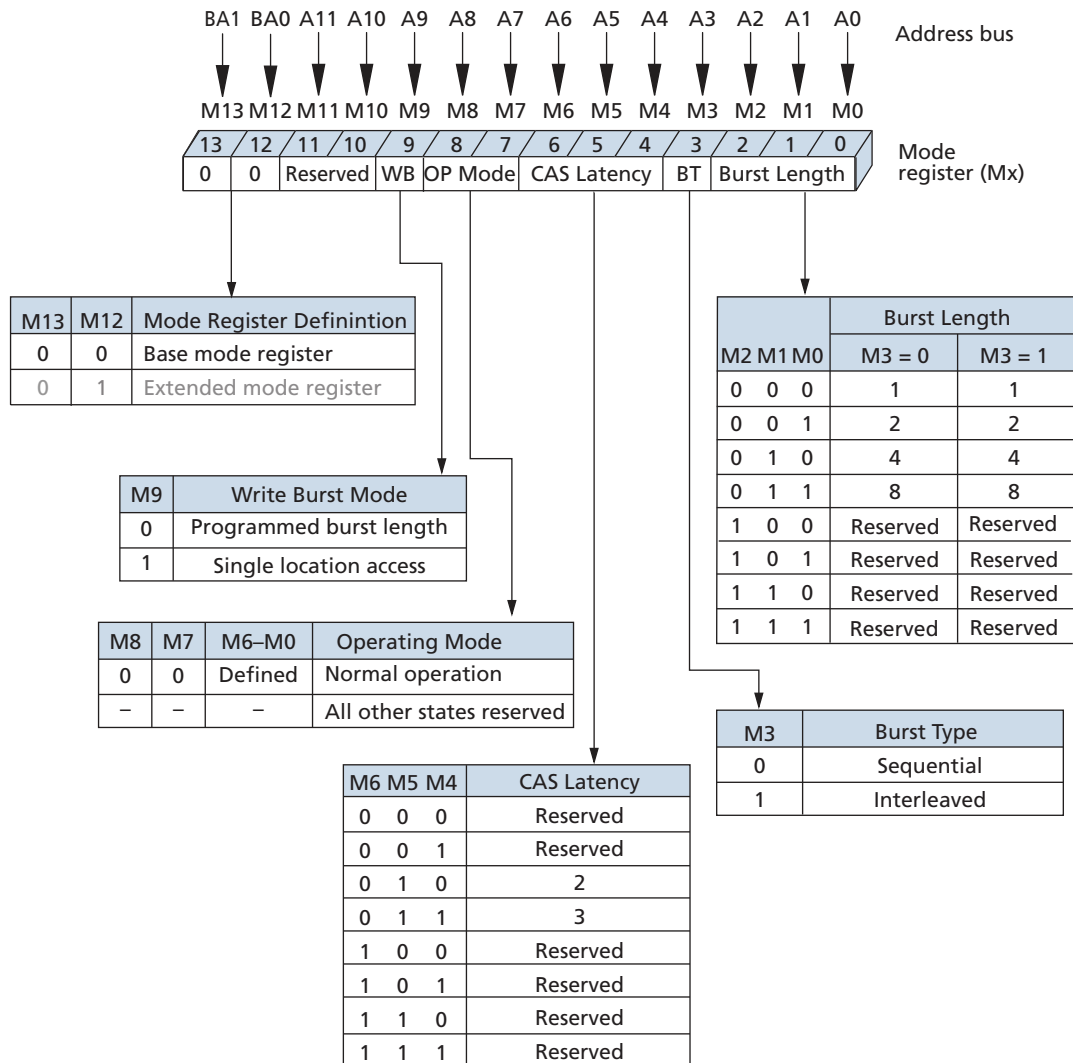 BA1 BA0 A11 A10 A9 A8 A7 A6 A5 A4 A3 A2 A1 A0
Address bus
M13 M12 M11 M10 M9 M8 M7 M6 M5 M4 M3 M2 M1 M0
13 12 11 10 9 8 7 6 5 4 3 2 1 0
0 0 Reserved WB OP Mode CAS Latency BT Burst Length
Mode
register (Mx)
M13 M12 Mode Register Definintion
0 0 Base mode register
0 1 Extended mode register
M9 Write Burst Mode
0 Programmed burst length
1 Single location access
M8 M7 M6–M0 Operating Mode
0 0 Defined Normal operation
– – – All other states reserved
M6 M5 M4 CAS Latency
0 0 0 Reserved
0 0 1 Reserved
0 1 0 2
0 1 1 3
1 0 0 Reserved
1 0 1 Reserved
1 1 0 Reserved
1 1 1 Reserved
Burst Length
M2 M1 M0 M3 = 0 M3 = 1
0 0 0 1 1
0 0 1 2 2
0 1 0 4 4
0 1 1 8 8
1 0 0 Reserved Reserved
1 0 1 Reserved Reserved
1 1 0 Reserved Reserved
1 1 1 Reserved Reserved
M3 Burst Type
0 Sequential
1 Interleaved